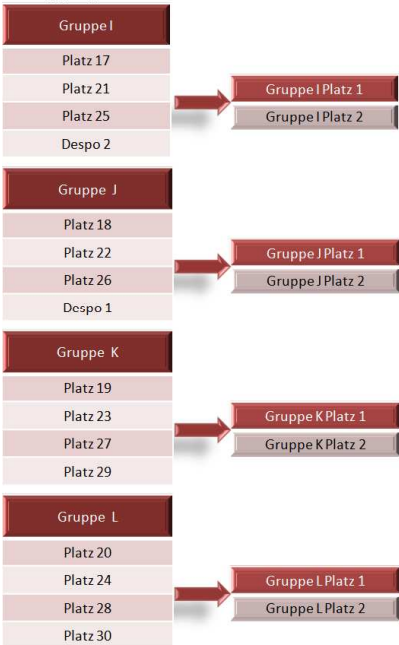 Gruppe I
Platz 17
Platz 21
Platz 25
Despo 2
Gruppe I Platz 1
Gruppe I Platz 2
Gruppe J
Platz 18
Platz 22
Platz 26
Despo 1
Gruppe J Platz 1
Gruppe J Platz 2
Gruppe K
Platz 19
Platz 23
Platz 27
Platz 29
Gruppe K Platz 1
Gruppe K Platz 2
Gruppe L
Platz 20
Platz 24
Platz 28
Platz 30
Gruppe L Platz 1
Gruppe L Platz 2